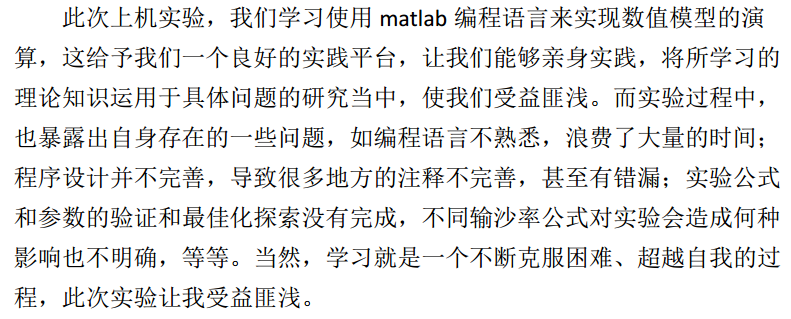 此次上机实验，我们学习使用 matlab 编程语言来实现数值模型的演
算，这给予我们一个良好的实践平台，让我们能够亲身实践，将所学习的
理论知识运用于具体问题的研究当中，使我们受益匪浅。而实验过程中，
也暴露出自身存在的一些问题，如编程语言不熟悉，浪费了大量的时间；
程序设计并不完善，导致很多地方的注释不完善，甚至有错漏；实验公式
和参数的验证和最佳化探索没有完成，不同输沙率公式对实验会造成何种
影响也不明确，等等。当然，学习就是一个不断克服困难、超越自我的过
程，此次实验让我受益匪浅。